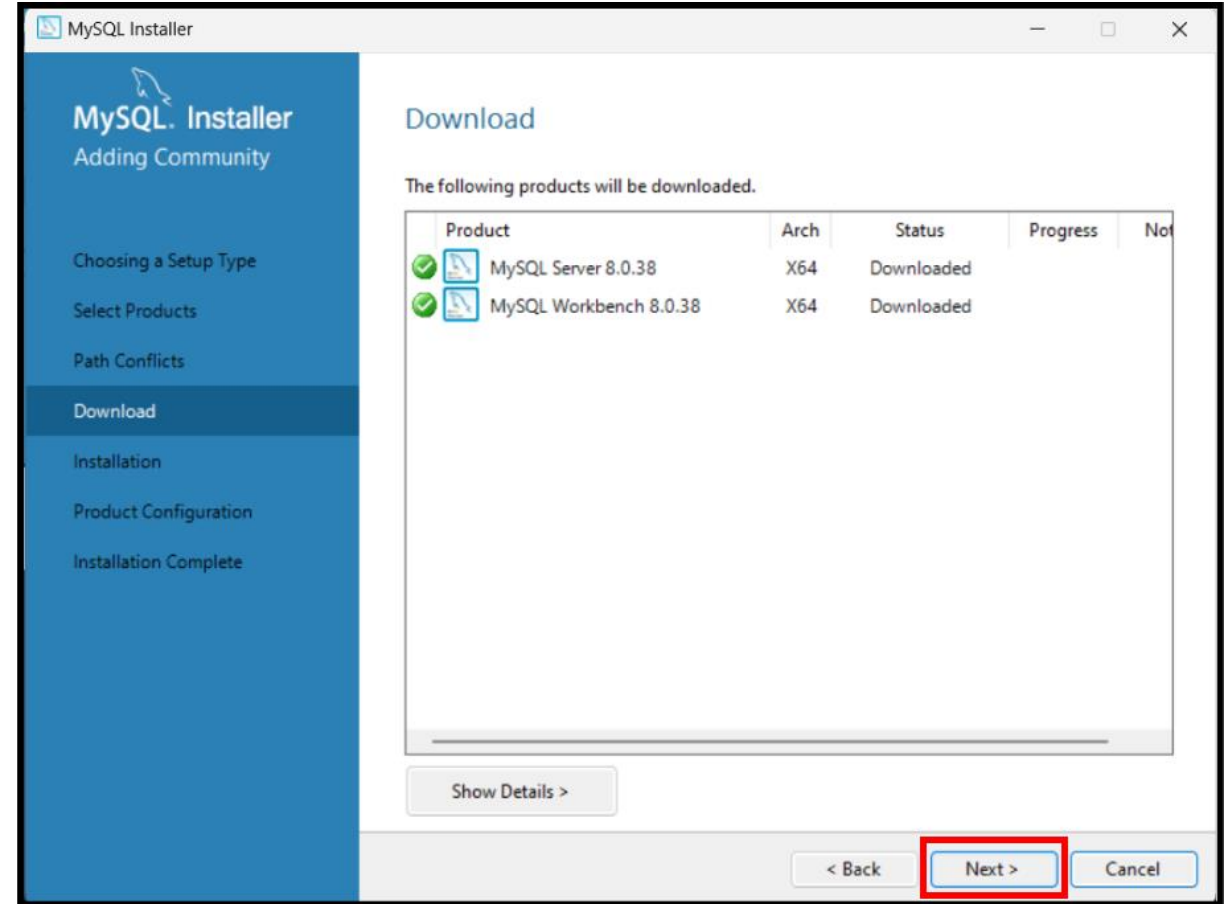 MySQL Installer
MySQL. Installer
Adding Community
Choosing a Setup Type
Select Products
Path Conflicts
Download
Installation
Product Configuration
Installation Complete
Download
The following products will be downloaded.
Product Arch Status Progress Not
MySQL Server 8.0.38 X64 Downloaded
MySQL Workbench 8.0.38 X64 Downloaded
Show Details >
< Back Next > Cancel